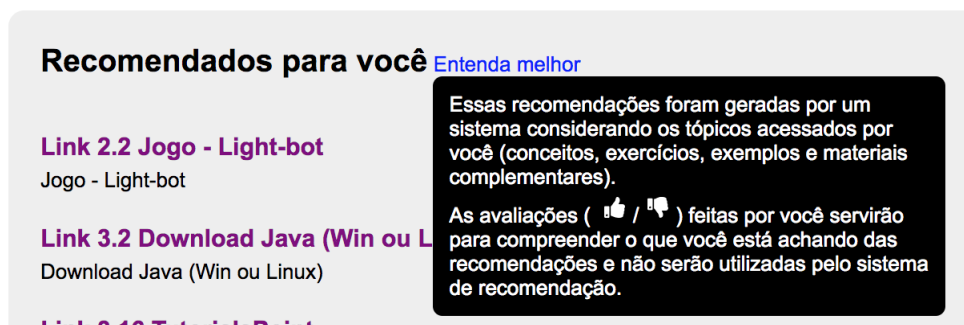 Recomendados para você Entenda melhor
Essas recomendações foram geradas por um
sistema considerando os tópicos acessados por
você (conceitos, exercícios, exemplos e materiais
complementares).
As avaliações ( / ) feitas por você servirão
para compreender o que você está achando das
recomendações e não serão utilizadas pelo sistema
de recomendação.
Link 2.2 Jogo - Light-bot
Jogo - Light-bot
Link 3.2 Download Java (Win ou L
Download Java (Win ou Linux)